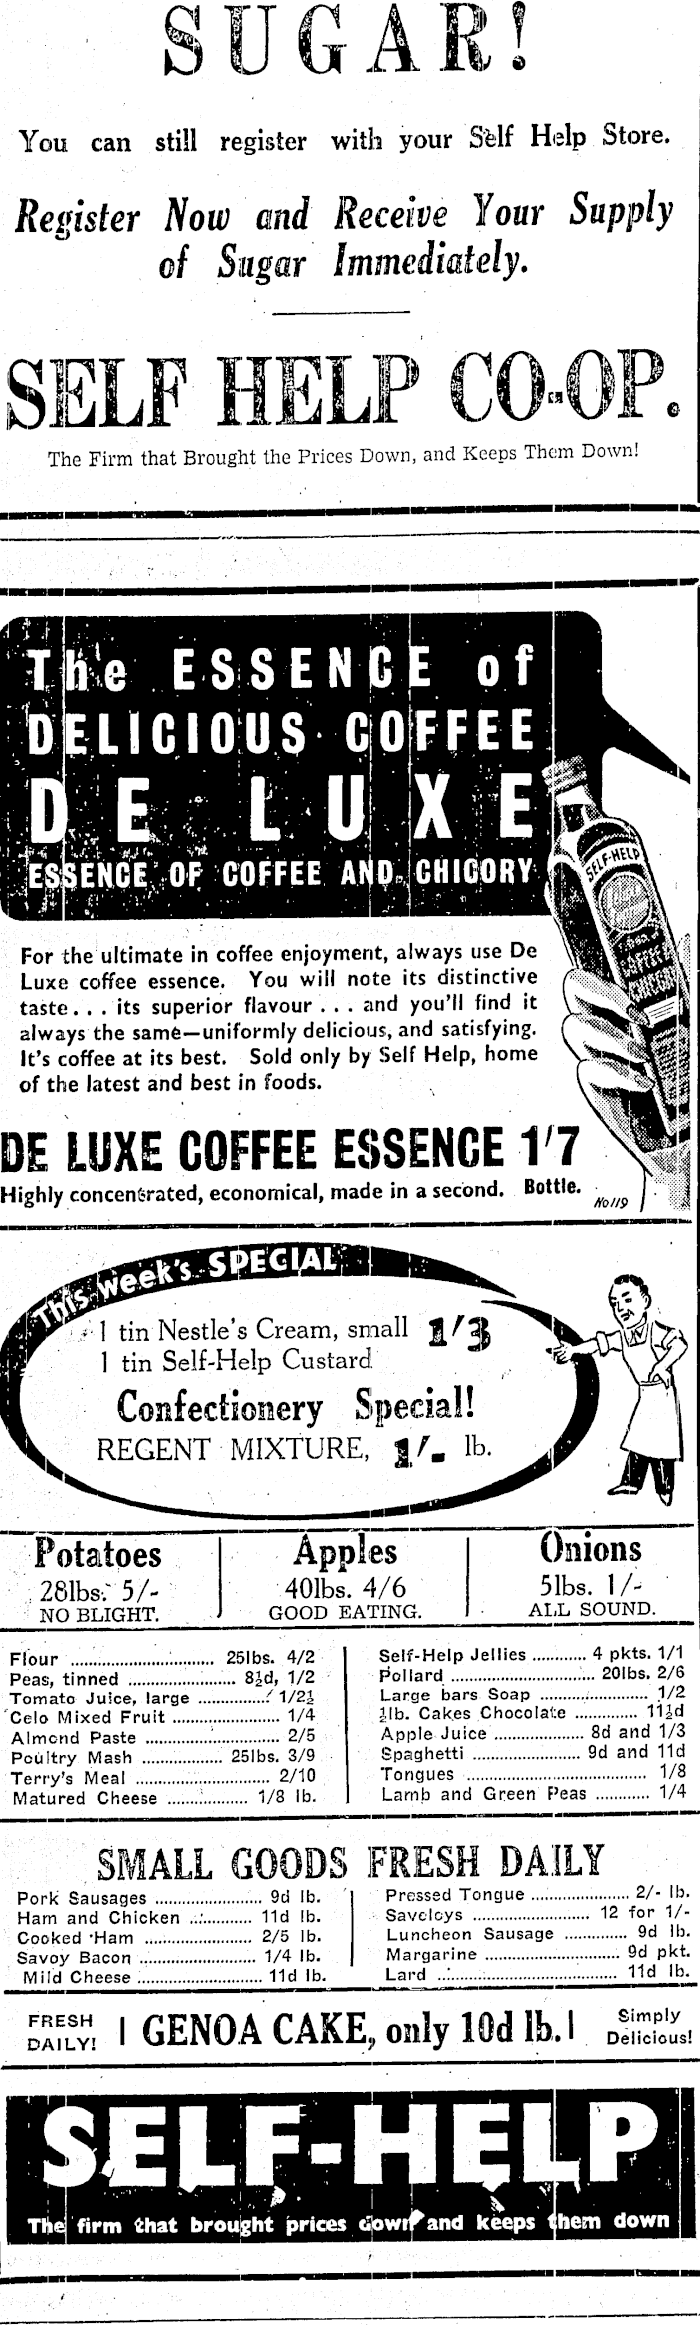 SUGAR!
You can still register with your Self Help Store.
Register Now and Receive Your Supply
of Sugar Immediately.
SELF HELP CO-OP.
The Firm that Brought the Prices Down, and Keeps Them Down!
The ESSENCE of
DELICIOUS COFFEE
DE LUXE
ESSENCE OF COFFEE AND CHICORY
SELF-HELP
COFFEE
CHICORY
For the ultimate in coffee enjoyment, always use De
Luxe coffee essence. You will note its distinctive
taste... its superior flavour ... and you'll find it
always the same—uniformly delicious, and satisfying.
It's coffee at its best. Sold only by Self Help, home
of the latest and best in foods.
DE LUXE COFFEE ESSENCE 1'7
Highly concentrated, economical, made in a second. Bottle.
No 119
This week's SPECIAL
1 tin Nestle's Cream, small 1/3
1 tin Self-Help Custard
Confectionery Special!
REGENT MIXTURE, 1/- lb.
Potatoes
28lbs. 5/-
NO BLIGHT.
Apples
40lbs. 4/6
GOOD EATING.
Onions
5lbs. 1/-
ALL SOUND.
Flour ........ 25lbs. 4/2
Peas, tinned ........ 8½d, 1/2
Tomato Juice, large ........ 1/2½
Celo Mixed Fruit ........ 1/4
Almond Paste ........ 2/5
Poultry Mash ........ 25lbs. 3/9
Terry's Meal ........ 2/10
Matured Cheese ........ 1/8 lb.
Self-Help Jellies ........ 4 pkts. 1/1
Pollard ........ 20lbs. 2/6
Large bars Soap ........ 1/2
½lb. Cakes Chocolate ........ 11½d
Apple Juice ........ 8d and 1/3
Spaghetti ........ 9d and 11d
Tongues ........ 1/8
Lamb and Green Peas ........ 1/4
SMALL GOODS FRESH DAILY
Pork Sausages ........ 9d lb.
Ham and Chicken ........ 11d lb.
Cooked Ham ........ 2/5 lb.
Savoy Bacon ........ 1/4 lb.
Mild Cheese ........ 11d lb.
Pressed Tongue ........ 2/- lb.
Saveloys ........ 12 for 1/-
Luncheon Sausage ........ 9d lb.
Margarine ........ 9d pkt.
Lard ........ 11d lb.
FRESH
DAILY!
GENOA CAKE, only 10d lb.
Simply
Delicious!
SELF-HELP
The firm that brought prices down and keeps them down